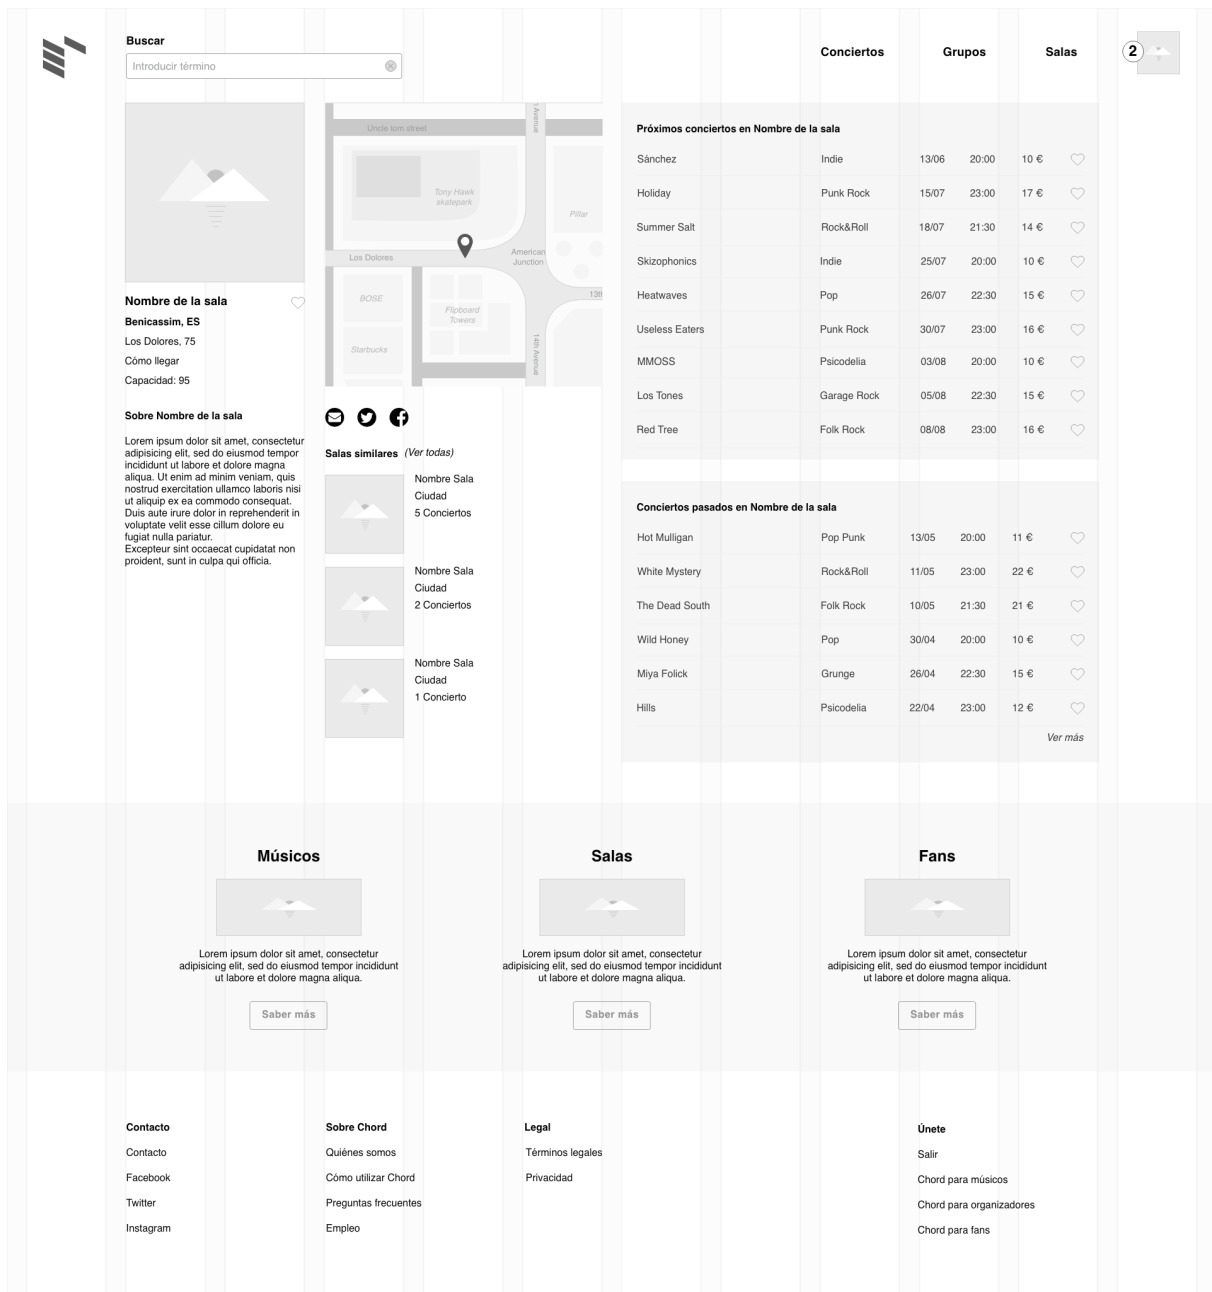 Buscar
Introducir término
Conciertos Grupos Salas 2
Uncle tom street
Avenue
Tony Hawk
skatepark
Pillar
Los Dolores
American
Junction
13th
BOSE
Flipboard
Towers
Starbucks
14th Avenue
Nombre de la sala
Benicassim, ES
Los Dolores, 75
Cómo llegar
Capacidad: 95
Sobre Nombre de la sala
Lorem ipsum dolor sit amet, consectetur
adipisicing elit, sed do eiusmod tempor
incididunt ut labore et dolore magna
aliqua. Ut enim ad minim veniam, quis
nostrud exercitation ullamco laboris nisi
ut aliquip ex ea commodo consequat.
Duis aute irure dolor in reprehenderit in
voluptate velit esse cillum dolore eu
fugiat nulla pariatur.
Excepteur sint occaecat cupidatat non
proident, sunt in culpa qui officia.
Salas similares (Ver todas)
Nombre Sala
Ciudad
5 Conciertos
Nombre Sala
Ciudad
2 Conciertos
Nombre Sala
Ciudad
1 Concierto
Próximos conciertos en Nombre de la sala
Sánchez Indie 13/06 20:00 10 €
Holiday Punk Rock 15/07 23:00 17 €
Summer Salt Rock&Roll 18/07 21:30 14 €
Skizophonics Indie 25/07 20:00 10 €
Heatwaves Pop 26/07 22:30 15 €
Useless Eaters Punk Rock 30/07 23:00 16 €
MMOSS Psicodelia 03/08 20:00 10 €
Los Tones Garage Rock 05/08 22:30 15 €
Red Tree Folk Rock 08/08 23:00 16 €
Conciertos pasados en Nombre de la sala
Hot Mulligan Pop Punk 13/05 20:00 11 €
White Mystery Rock&Roll 11/05 23:00 22 €
The Dead South Folk Rock 10/05 21:30 21 €
Wild Honey Pop 30/04 20:00 10 €
Miya Folick Grunge 26/04 22:30 15 €
Hills Psicodelia 22/04 23:00 12 €
Ver más
Músicos
Lorem ipsum dolor sit amet, consectetur
adipisicing elit, sed do eiusmod tempor incididunt
ut labore et dolore magna aliqua.
Saber más
Salas
Lorem ipsum dolor sit amet, consectetur
adipisicing elit, sed do eiusmod tempor incididunt
ut labore et dolore magna aliqua.
Saber más
Fans
Lorem ipsum dolor sit amet, consectetur
adipisicing elit, sed do eiusmod tempor incididunt
ut labore et dolore magna aliqua.
Saber más
Contacto
Contacto
Facebook
Twitter
Instagram
Sobre Chord
Quiénes somos
Cómo utilizar Chord
Preguntas frecuentes
Empleo
Legal
Términos legales
Privacidad
Únete
Salir
Chord para músicos
Chord para organizadores
Chord para fans